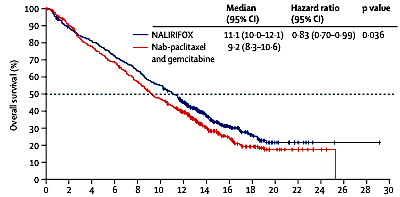 Median Hazard ratio p value
(95% CI) (95% CI)
NALIRIFOX 11·1 (10·0–12·1) 0·83 (0·70–0·99) 0·036
Nab-paclitaxel 9·2 (8·3–10·6)
and gemcitabine
Overall survival (%)
100
90
80
70
60
50
40
30
20
10
0
0 2 4 6 8 10 12 14 16 18 20 22 24 26 28 30